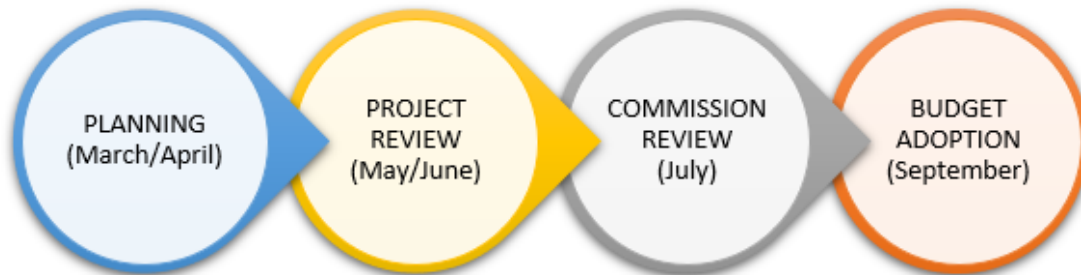 PLANNING
(March/April)
PROJECT
REVIEW
(May/June)
COMMISSION
REVIEW
(July)
BUDGET
ADOPTION
(September)